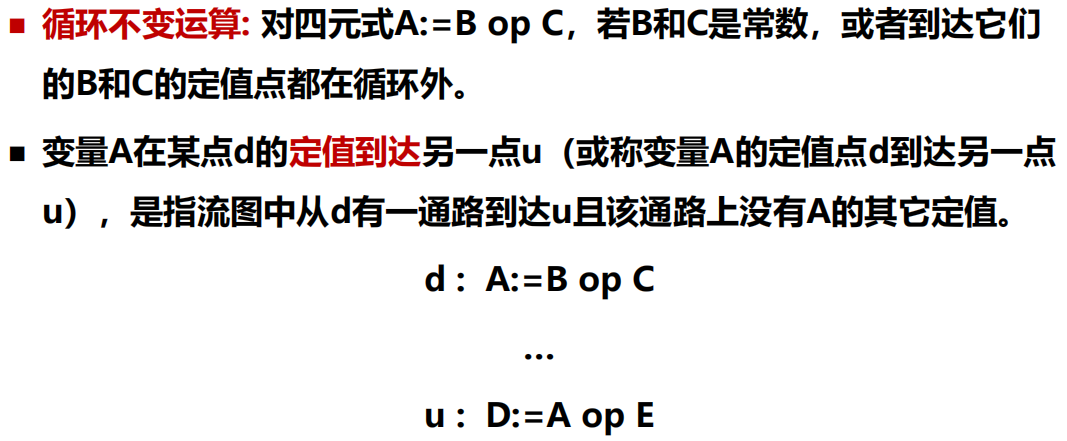 ▪ 循环不变运算: 对四元式A:=B op C，若B和C是常数，或者到达它们
的B和C的定值点都在循环外。
▪ 变量A在某点d的定值到达另一点u（或称变量A的定值点d到达另一点
u），是指流图中从d有一通路到达u且该通路上没有A的其它定值。
d： A:=B op C
…
u： D:=A op E